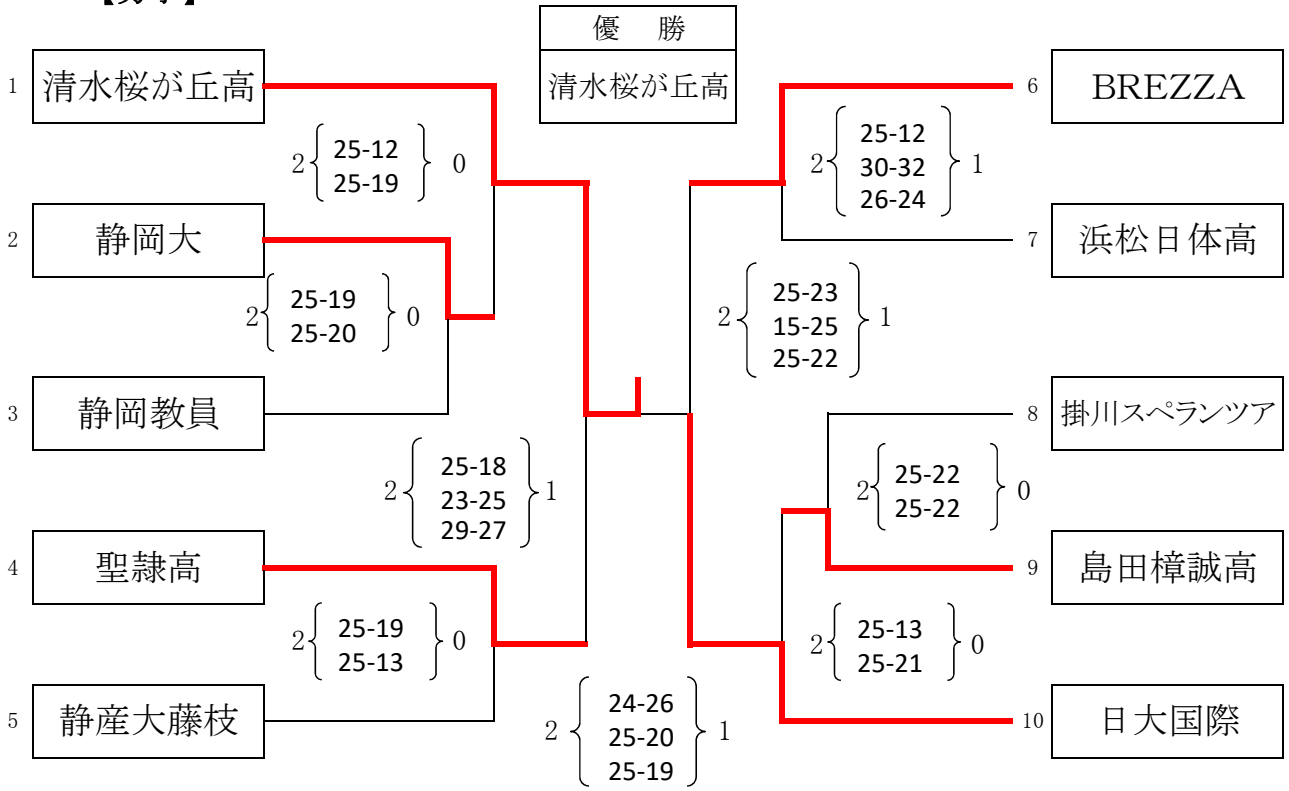 【男子】
優 勝
清水桜が丘高
1 清水桜が丘高
2 25-12 0
25-19
2 静岡大
2 25-19 0
25-20
3 静岡教員
2 25-18 1
23-25
29-27
4 聖隷高
2 25-19 0
25-13
5 静産大藤枝
2 24-26 1
25-20
25-19
6 BREZZA
2 25-12 1
30-32
26-24
7 浜松日体高
2 25-23 1
15-25
25-22
8 掛川スペランツア
2 25-22 0
25-22
9 島田樟誠高
2 25-13 0
25-21
10 日大国際